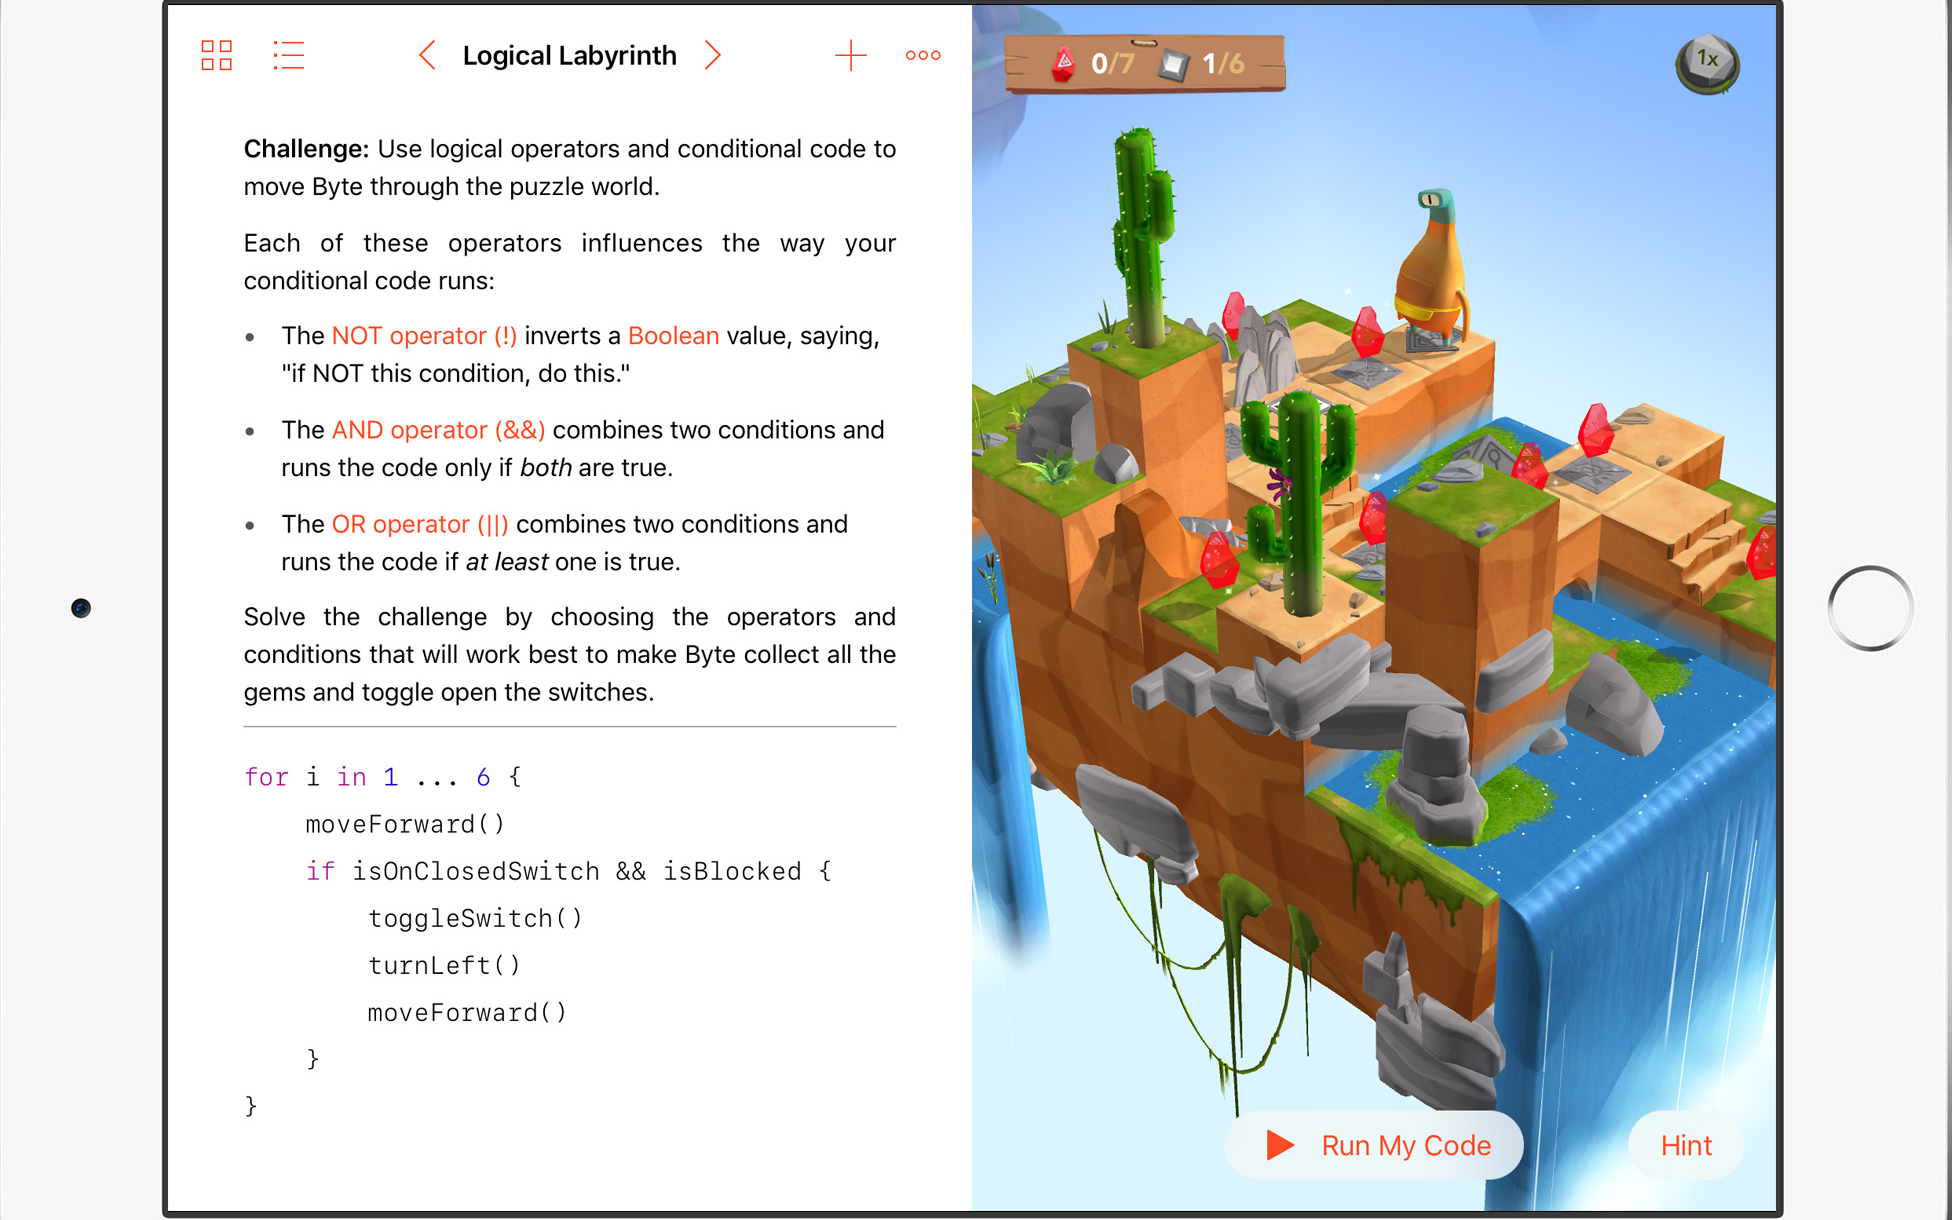 Logical Labyrinth
Challenge: Use logical operators and conditional code to
move Byte through the puzzle world.
Each of these operators influences the way your
conditional code runs:
• The NOT operator (!) inverts a Boolean value, saying,
"if NOT this condition, do this."
• The AND operator (&&) combines two conditions and
runs the code only if both are true.
• The OR operator (||) combines two conditions and
runs the code if at least one is true.
Solve the challenge by choosing the operators and
conditions that will work best to make Byte collect all the
gems and toggle open the switches.
for i in 1 ... 6 {
moveForward()
if isOnClosedSwitch && isBlocked {
toggleSwitch()
turnLeft()
moveForward()
}
}
0/7 1/6
1x
Run My Code
Hint